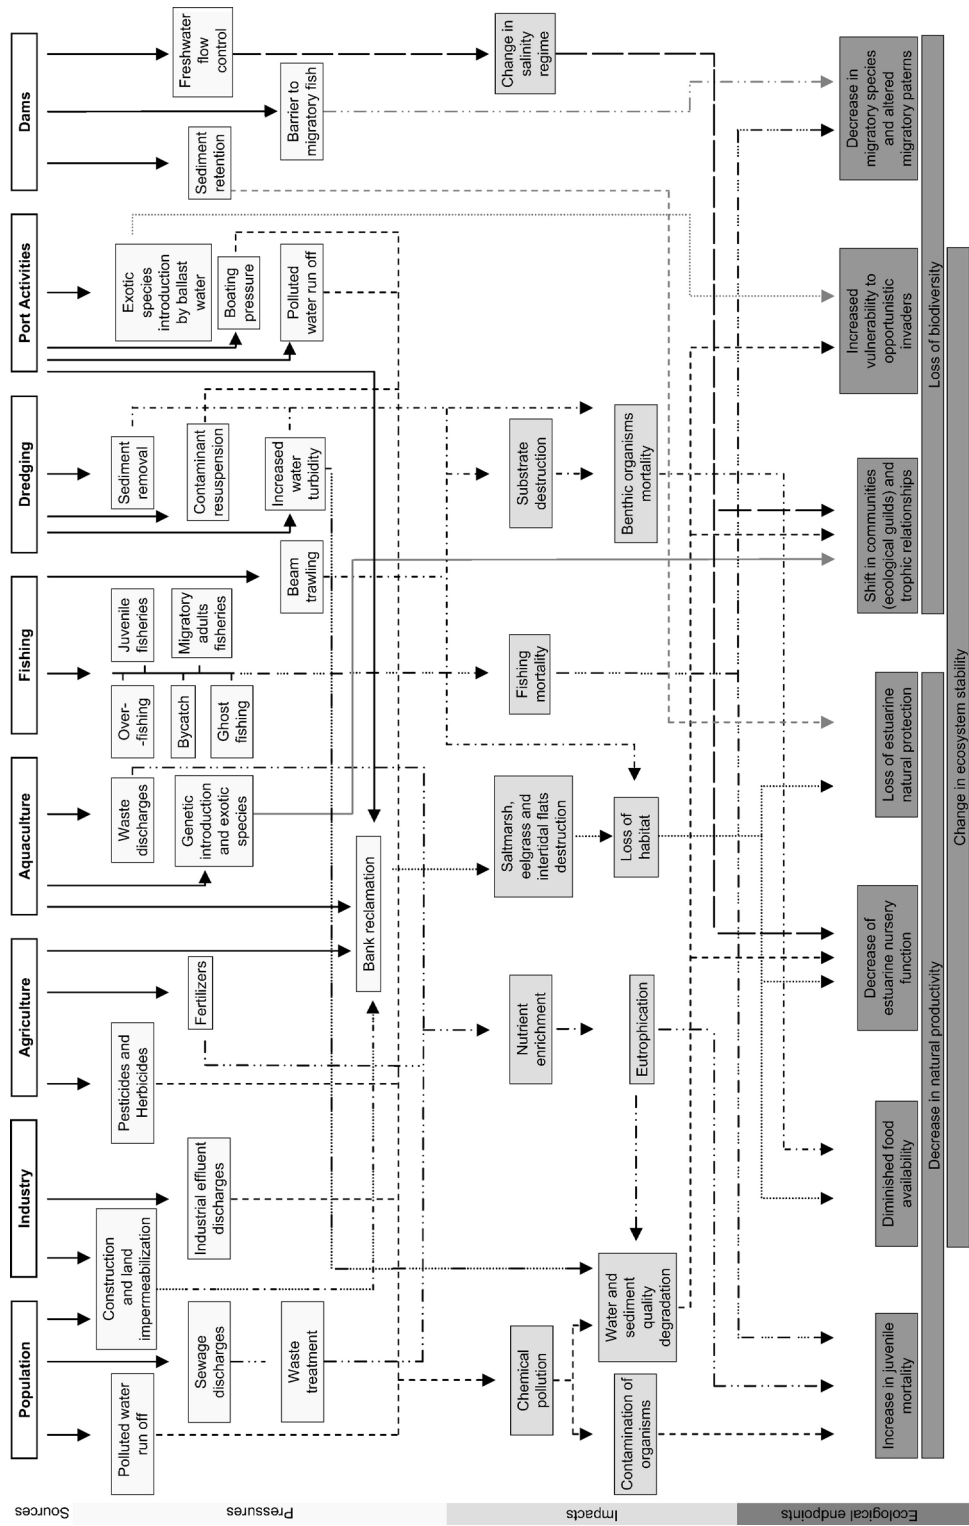 Sources
Population
Industry
Agriculture
Aquaculture
Fishing
Dredging
Port Activities
Dams
Pressures
Polluted water
run off
Sewage
discharges
Waste
treatment
Construction
and land
impermeabilization
Industrial effluent
discharges
Pesticides and
Herbicides
Fertilizers
Bank reclamation
Waste
discharges
Genetic
introduction
and exotic
species
Over-
-fishing
Bycatch
Ghost
fishing
Juvenile
fisheries
Migratory
adults
fisheries
Beam
trawling
Sediment
removal
Contaminant
resuspension
Increased
water
turbidity
Exotic
species
introduction
by ballast
water
Boating
pressure
Polluted
water run off
Sediment
retention
Barrier to
migratory fish
Freshwater
flow
control
Impacts
Chemical
pollution
Contamination of
organisms
Water and
sediment
quality
degradation
Nutrient
enrichment
Eutrophication
Saltmarsh,
eelgrass and
intertidal flats
destruction
Loss of
habitat
Fishing
mortality
Substrate
destruction
Benthic organisms
mortality
Change in
salinity
regime
Ecological endpoints
Increase in juvenile
mortality
Diminished food
availability
Decrease of
estuarine nursery
function
Loss of estuarine
natural protection
Shift in communities
(ecological guilds) and
trophic relationships
Increased
vulnerability to
opportunistic
invaders
Decrease in
migratory species
and altered
migratory paterns
Decrease in natural productivity
Loss of biodiversity
Change in ecosystem stability